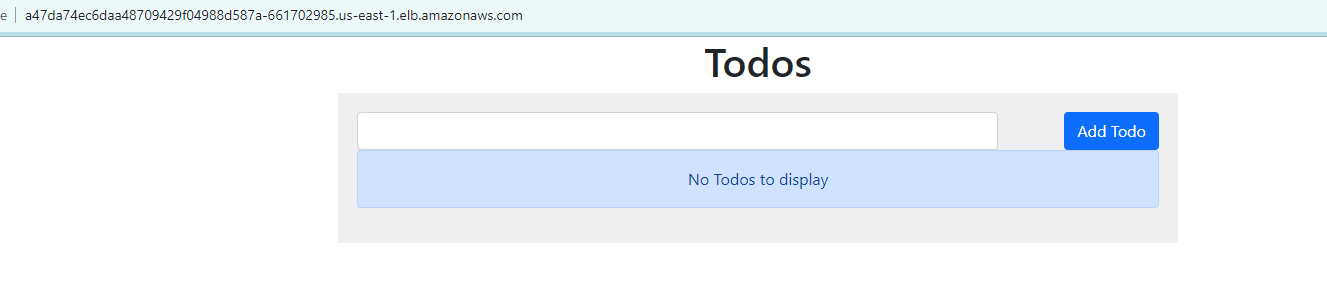 e a47da74ec6daa48709429f04988d587a-661702985.us-east-1.elb.amazonaws.com
Todos
Add Todo
No Todos to display